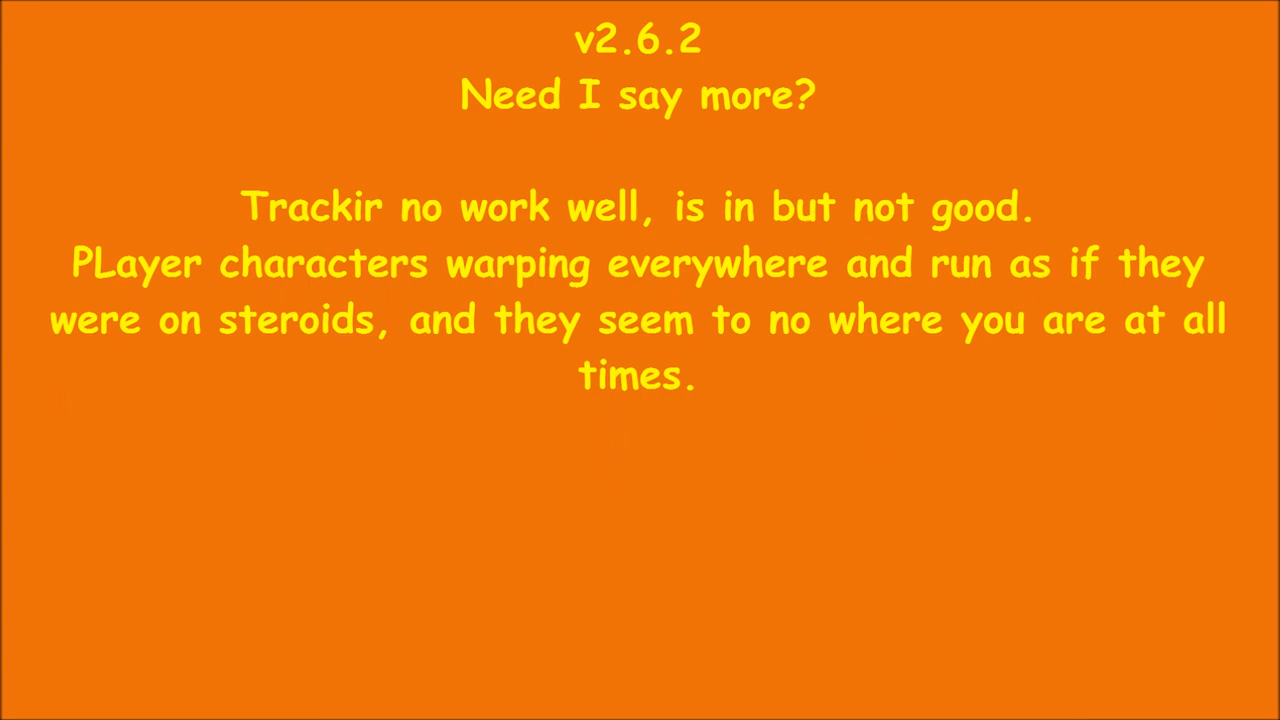 v2.6.2
Need I say more?
Trackir no work well, is in but not good.
PLayer characters warping everywhere and run as if they
were on steroids, and they seem to no where you are at all
times.